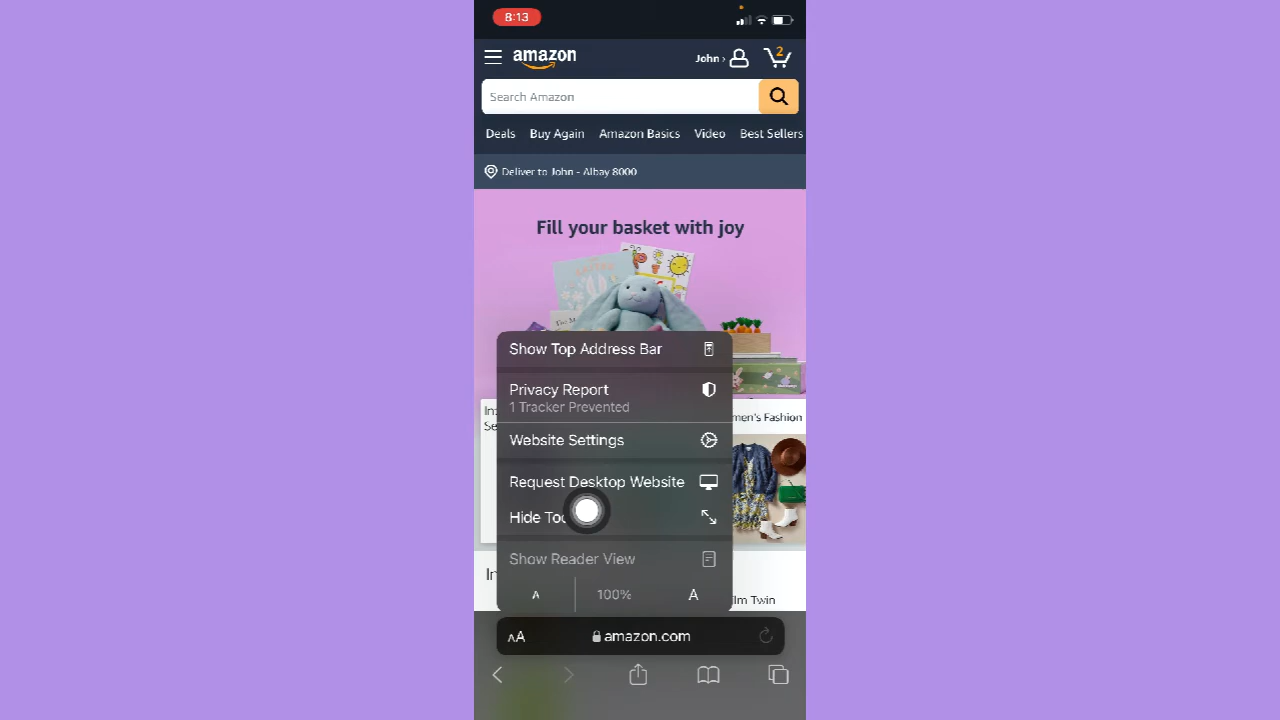 8:13
amazon
John ›
2
Search Amazon
Deals Buy Again Amazon Basics Video Best Sellers
Deliver to John - Albay 8000
Fill your basket with joy
Show Top Address Bar
Privacy Report
1 Tracker Prevented
men's Fashion
Website Settings
Request Desktop Website
Hide
Show Reader View
A 100% A
Twin
AA amazon.com